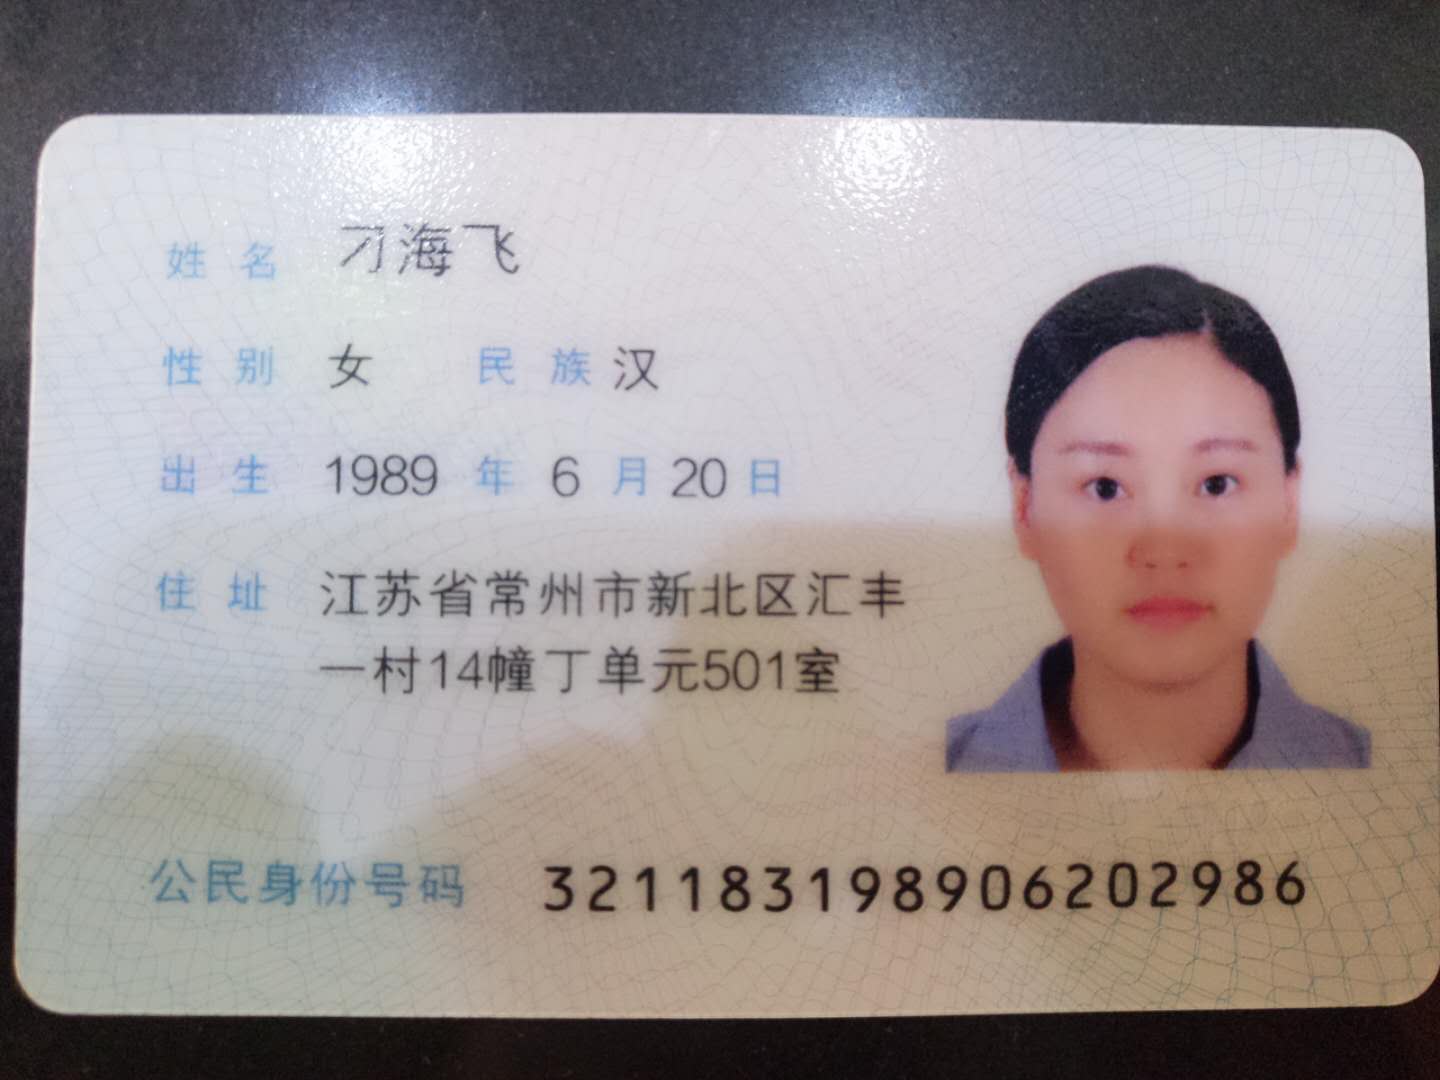 姓名 刁海飞
性别 女 民族 汉
出生 1989 年 6 月 20 日
住址 江苏省常州市新北区汇丰
一村14幢丁单元501室
公民身份号码 321183198906202986